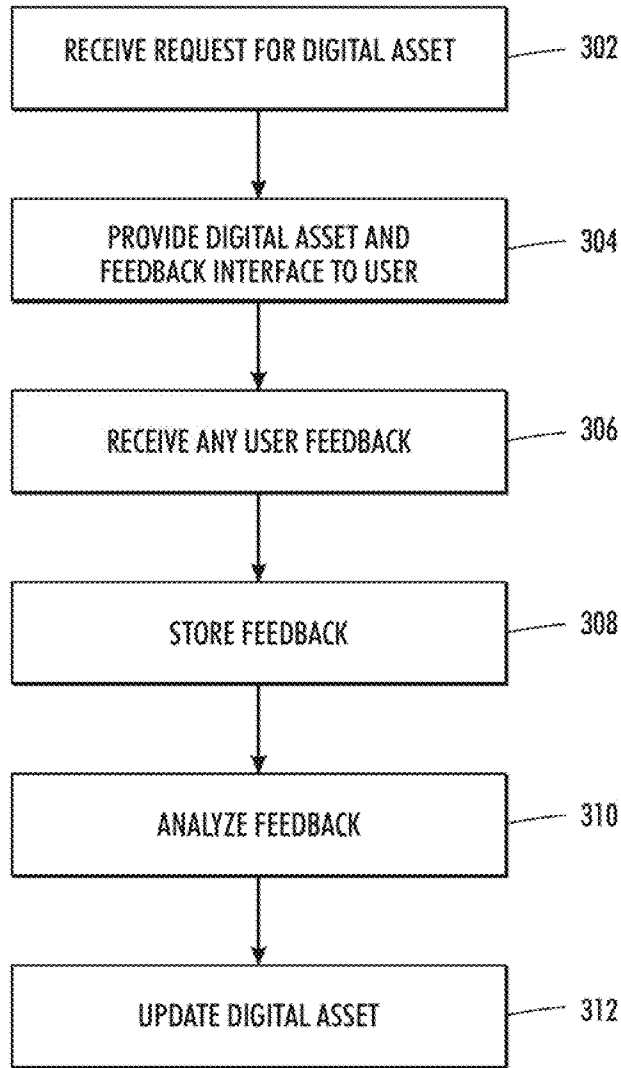 RECEIVE REQUEST FOR DIGITAL ASSET
302
PROVIDE DIGITAL ASSET AND
FEEDBACK INTERFACE TO USER
304
RECEIVE ANY USER FEEDBACK
306
STORE FEEDBACK
308
ANALYZE FEEDBACK
310
UPDATE DIGITAL ASSET
312